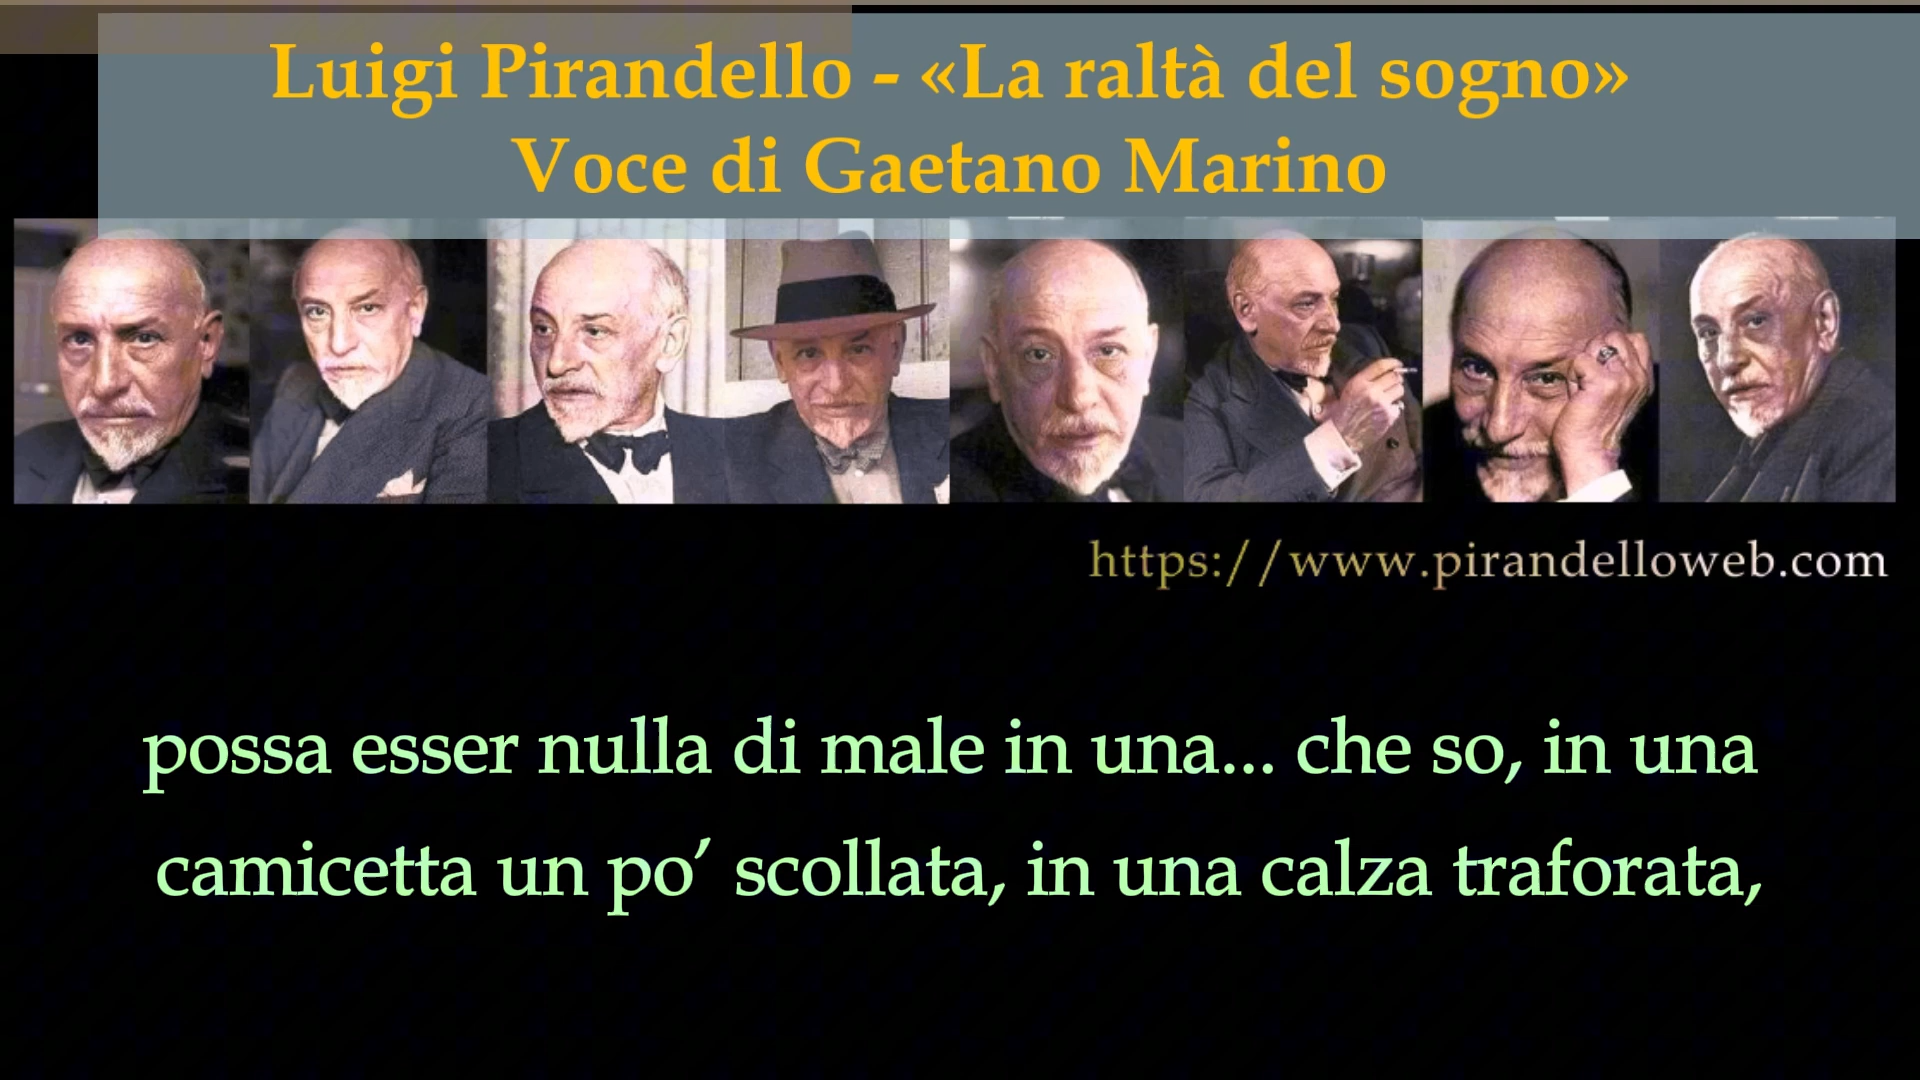 Luigi Pirandello - «La raltà del sogno»
Voce di Gaetano Marino
https://www.pirandelloweb.com
possa esser nulla di male in una... che so, in una
camicetta un po’ scollata, in una calza traforata,